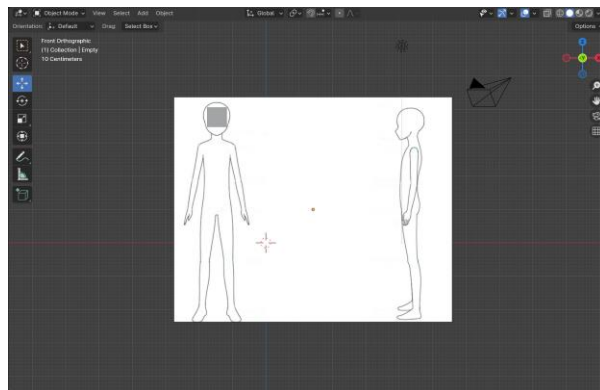 Object Mode View Select Add Object Global
Orientation: Default Drag: Select Box Options
Front Orthographic
(1) Collection | Empty
10 Centimeters